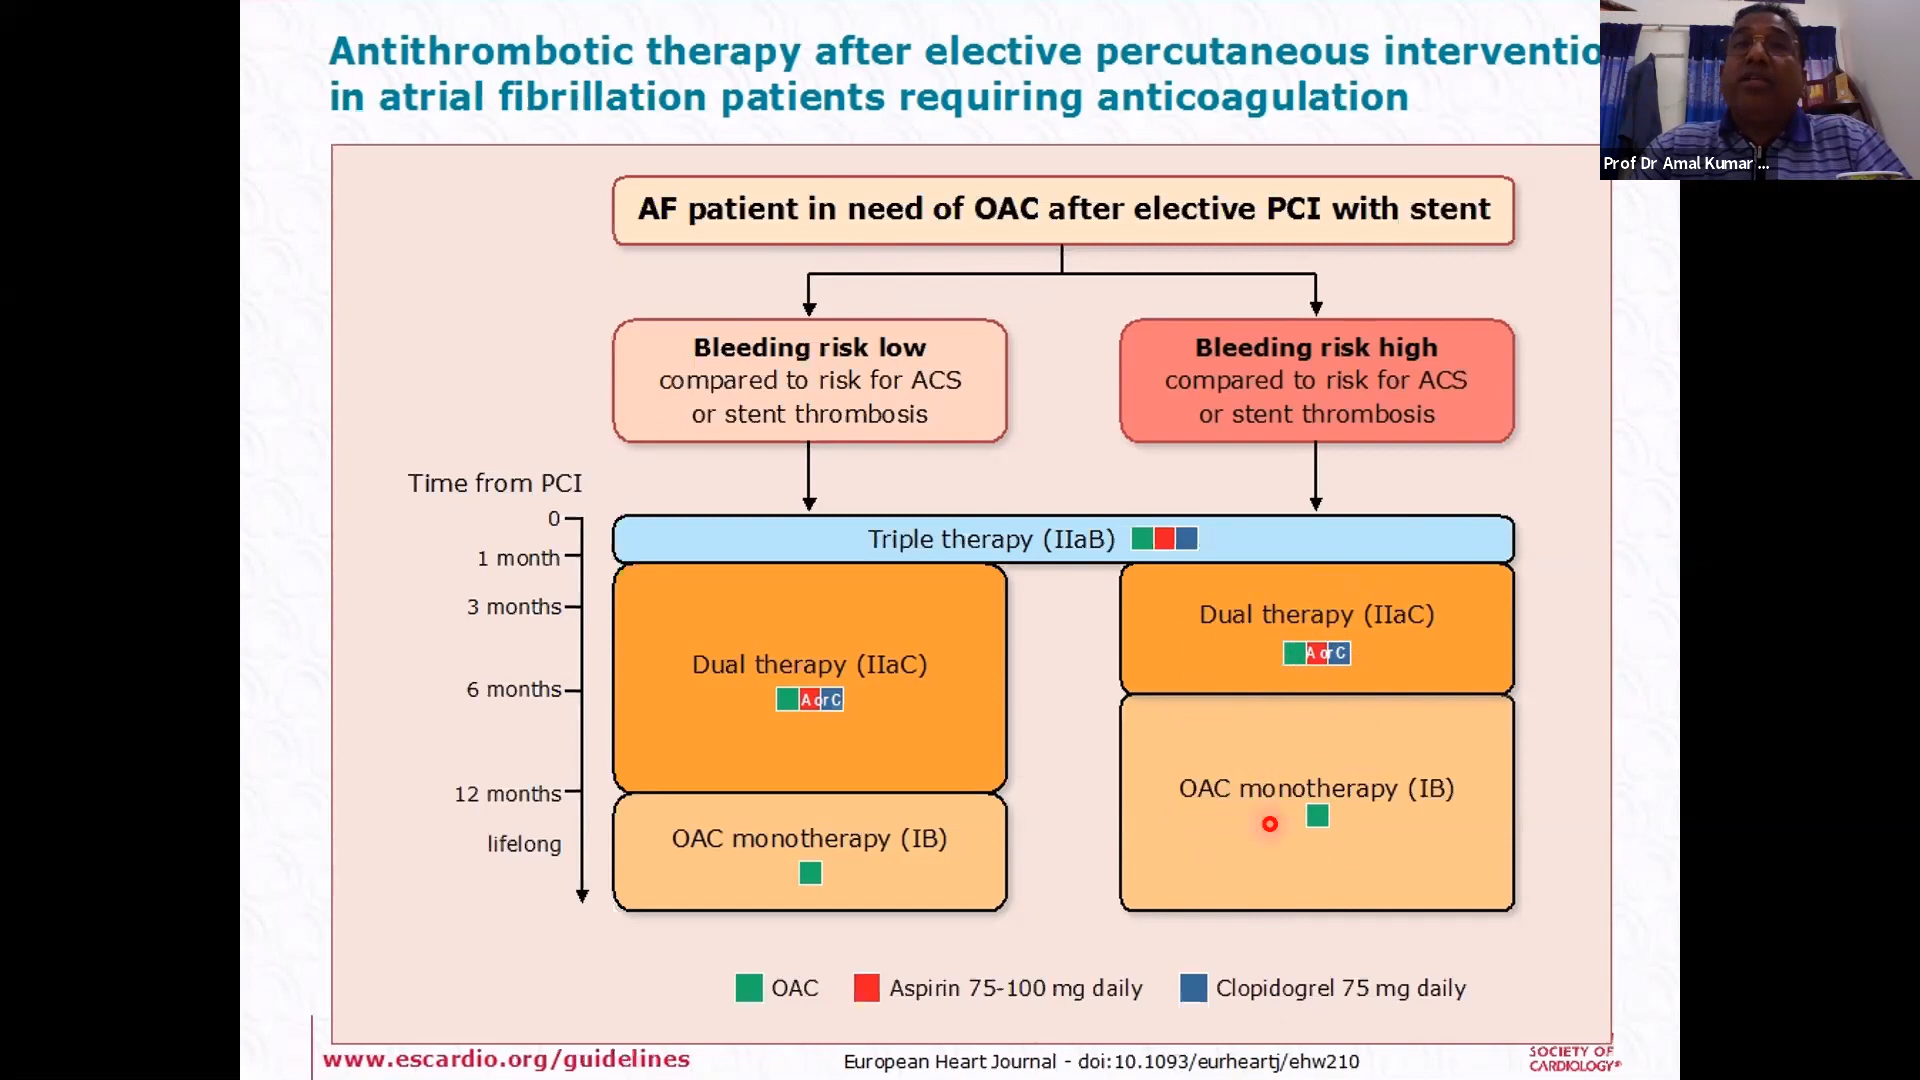 Antithrombotic therapy after elective percutaneous interventio
in atrial fibrillation patients requiring anticoagulation
Prof Dr Amal Kumar ...
AF patient in need of OAC after elective PCI with stent
Bleeding risk low
compared to risk for ACS
or stent thrombosis
Bleeding risk high
compared to risk for ACS
or stent thrombosis
Time from PCI
0
1 month
3 months
6 months
12 months
lifelong
Triple therapy (IIaB)
Dual therapy (IIaC)
A or C
OAC monotherapy (IB)
Dual therapy (IIaC)
A or C
OAC monotherapy (IB)
OAC
Aspirin 75-100 mg daily
Clopidogrel 75 mg daily
www.escardio.org/guidelines
European Heart Journal - doi:10.1093/eurheartj/ehw210
SOCIETY OF
CARDIOLOGY®